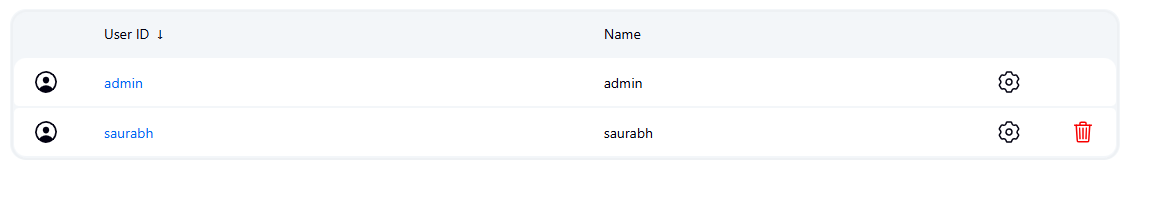 User ID ↓ Name
admin admin
saurabh saurabh